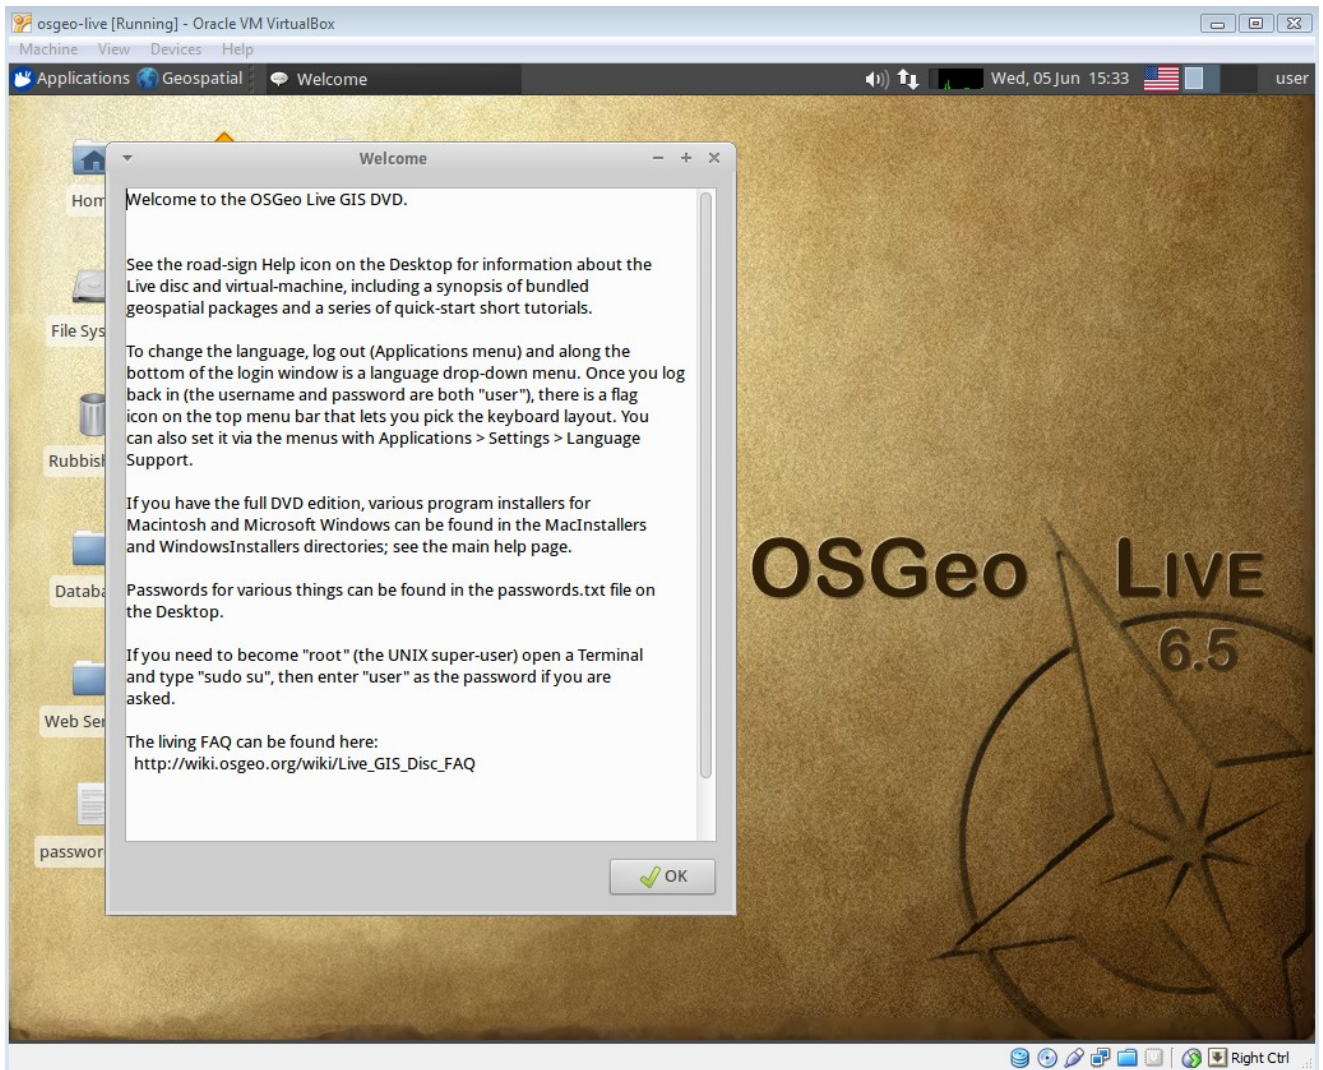 osgeo-live [Running] - Oracle VM VirtualBox
Machine View Devices Help
Applications Geospatial Welcome Wed, 05 Jun 15:33 user
Welcome
Welcome to the OSGeo Live GIS DVD.
See the road-sign Help icon on the Desktop for information about the
Live disc and virtual-machine, including a synopsis of bundled
geospatial packages and a series of quick-start short tutorials.
To change the language, log out (Applications menu) and along the
bottom of the login window is a language drop-down menu. Once you log
back in (the username and password are both "user"), there is a flag
icon on the top menu bar that lets you pick the keyboard layout. You
can also set it via the menus with Applications > Settings > Language
Support.
If you have the full DVD edition, various program installers for
Macintosh and Microsoft Windows can be found in the MacInstallers
and WindowsInstallers directories; see the main help page.
Passwords for various things can be found in the passwords.txt file on
the Desktop.
If you need to become "root" (the UNIX super-user) open a Terminal
and type "sudo su", then enter "user" as the password if you are
asked.
The living FAQ can be found here:
http://wiki.osgeo.org/wiki/Live_GIS_Disc_FAQ
OK
Hom
File Sys
Rubbish
Databa
Web Ser
passwor
OSGeo LIVE
6.5
Right Ctrl